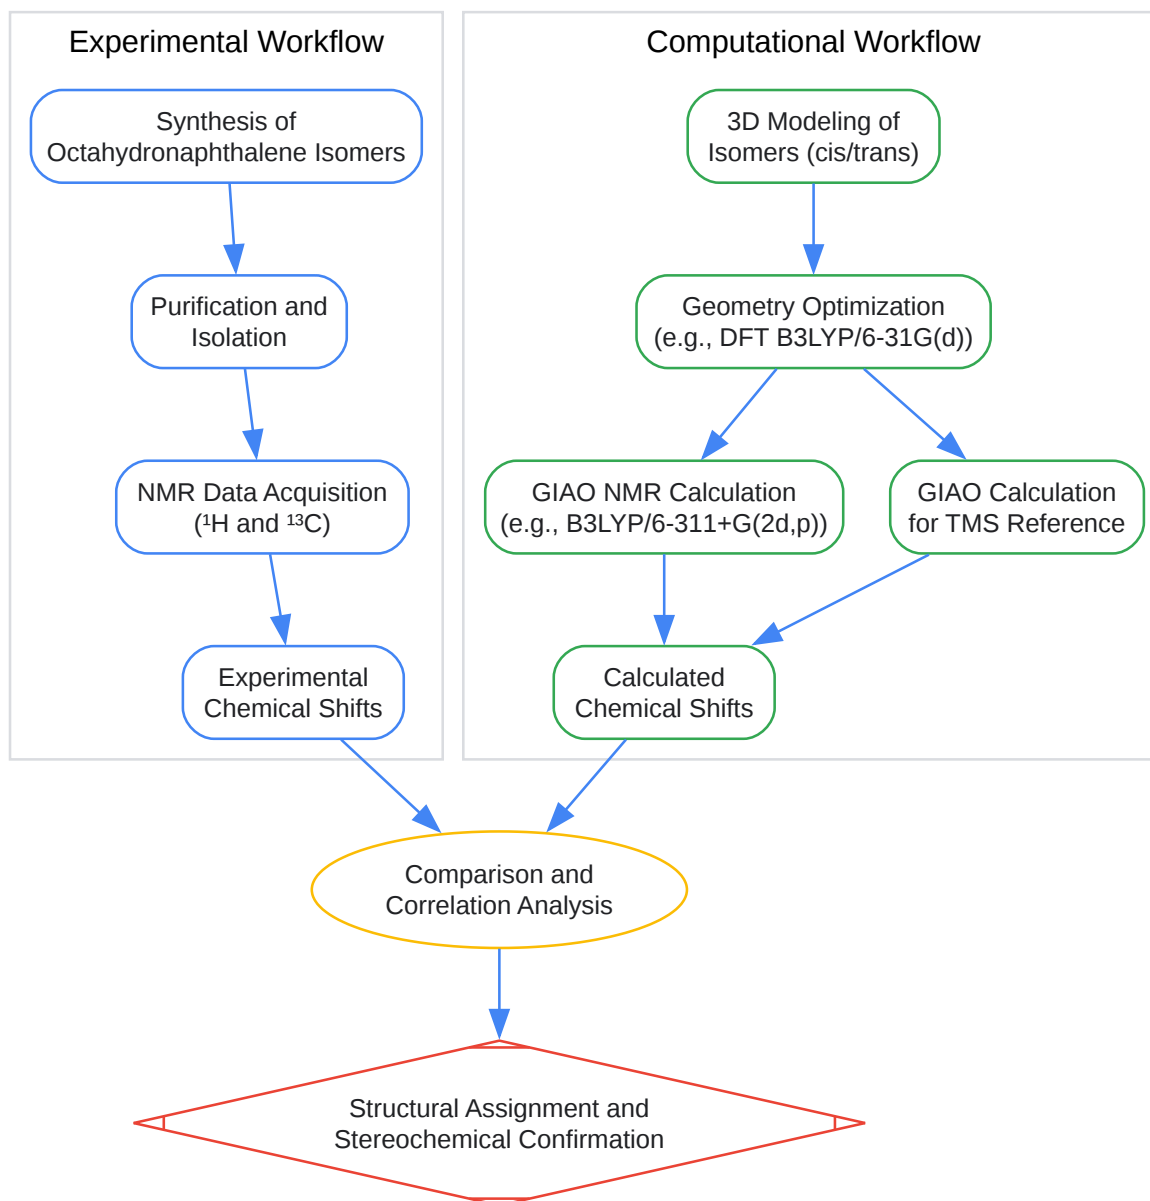 Experimental Workflow
Synthesis of
Octahydronaphthalene Isomers
Purification and
Isolation
NMR Data Acquisition
(¹H and ¹³C)
Experimental
Chemical Shifts
Computational Workflow
3D Modeling of
Isomers (cis/trans)
Geometry Optimization
(e.g., DFT B3LYP/6-31G(d))
GIAO NMR Calculation
(e.g., B3LYP/6-311+G(2d,p))
GIAO Calculation
for TMS Reference
Calculated
Chemical Shifts
Comparison and
Correlation Analysis
Structural Assignment and
Stereochemical Confirmation